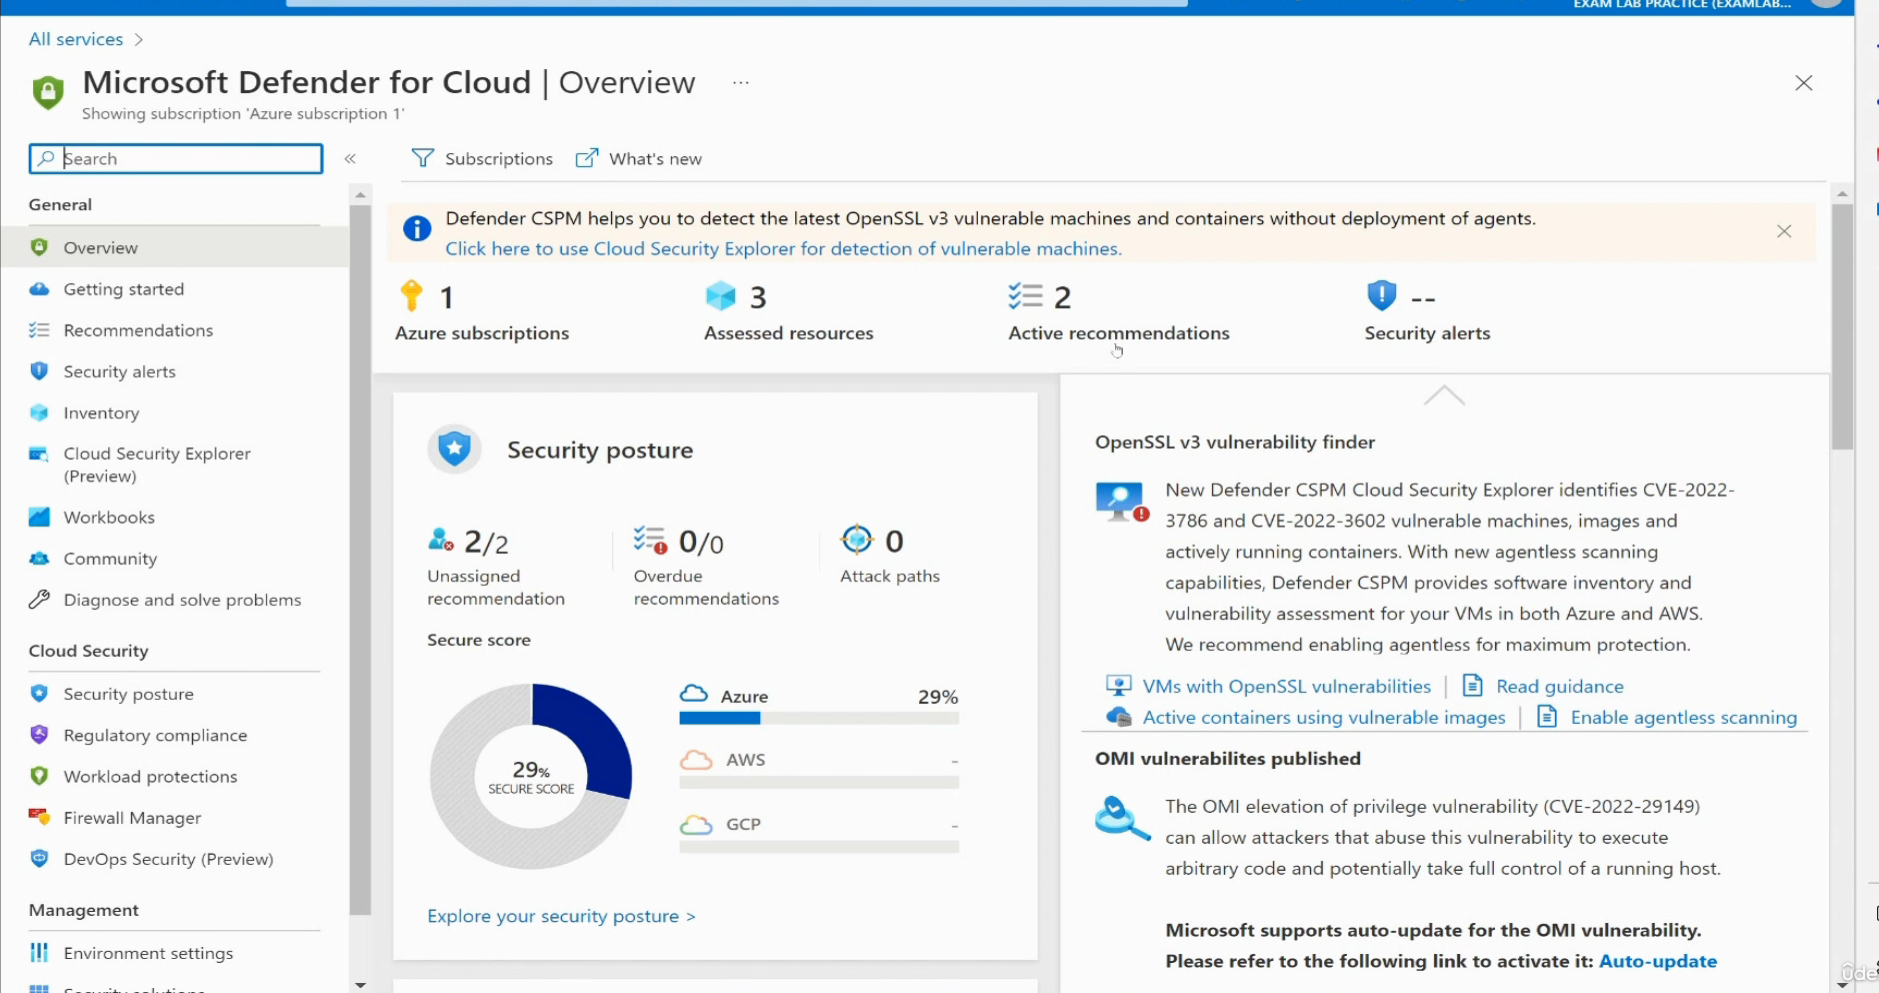 EXAM LAB PRACTICE (EXAMLAB...
All services >
Microsoft Defender for Cloud | Overview ...
Showing subscription 'Azure subscription 1'
Search
«
Subscriptions
What's new
General
Overview
Getting started
Recommendations
Security alerts
Inventory
Cloud Security Explorer
(Preview)
Workbooks
Community
Diagnose and solve problems
Cloud Security
Security posture
Regulatory compliance
Workload protections
Firewall Manager
DevOps Security (Preview)
Management
Environment settings
Defender CSPM helps you to detect the latest OpenSSL v3 vulnerable machines and containers without deployment of agents.
Click here to use Cloud Security Explorer for detection of vulnerable machines.
1
Azure subscriptions
3
Assessed resources
2
Active recommendations
--
Security alerts
Security posture
2/2
Unassigned
recommendation
0/0
Overdue
recommendations
0
Attack paths
Secure score
29%
SECURE SCORE
Azure 29%
AWS -
GCP -
Explore your security posture >
OpenSSL v3 vulnerability finder
New Defender CSPM Cloud Security Explorer identifies CVE-2022-
3786 and CVE-2022-3602 vulnerable machines, images and
actively running containers. With new agentless scanning
capabilities, Defender CSPM provides software inventory and
vulnerability assessment for your VMs in both Azure and AWS.
We recommend enabling agentless for maximum protection.
VMs with OpenSSL vulnerabilities | Read guidance
Active containers using vulnerable images | Enable agentless scanning
OMI vulnerabilites published
The OMI elevation of privilege vulnerability (CVE-2022-29149)
can allow attackers that abuse this vulnerability to execute
arbitrary code and potentially take full control of a running host.
Microsoft supports auto-update for the OMI vulnerability.
Please refer to the following link to activate it: Auto-update